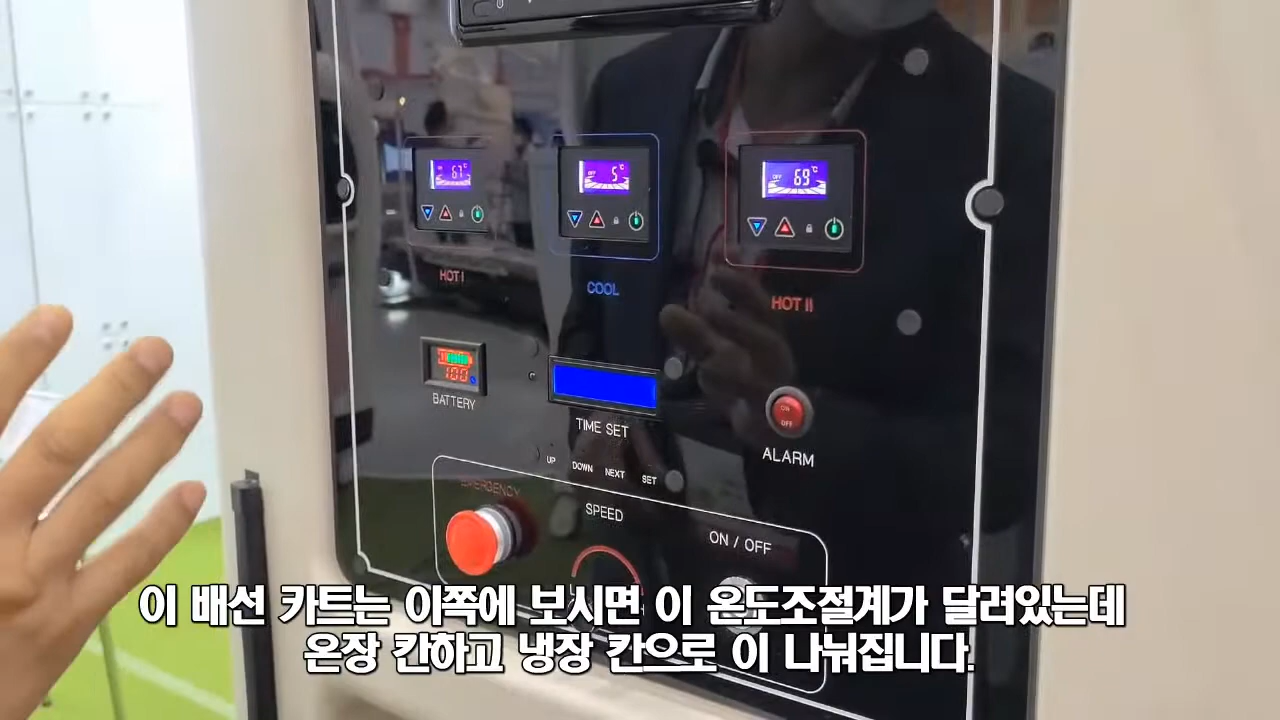 67°C
OFF 5°C
OFF 69°C
HOT I
COOL
HOT II
100
BATTERY
TIME SET
ON
OFF
ALARM
UP DOWN NEXT SET
EMERGENCY
SPEED
ON / OFF
이 배선 카트는 이쪽에 보시면 이 온도조절계가 달려있는데
온장 칸하고 냉장 칸으로 이 나눠집니다.